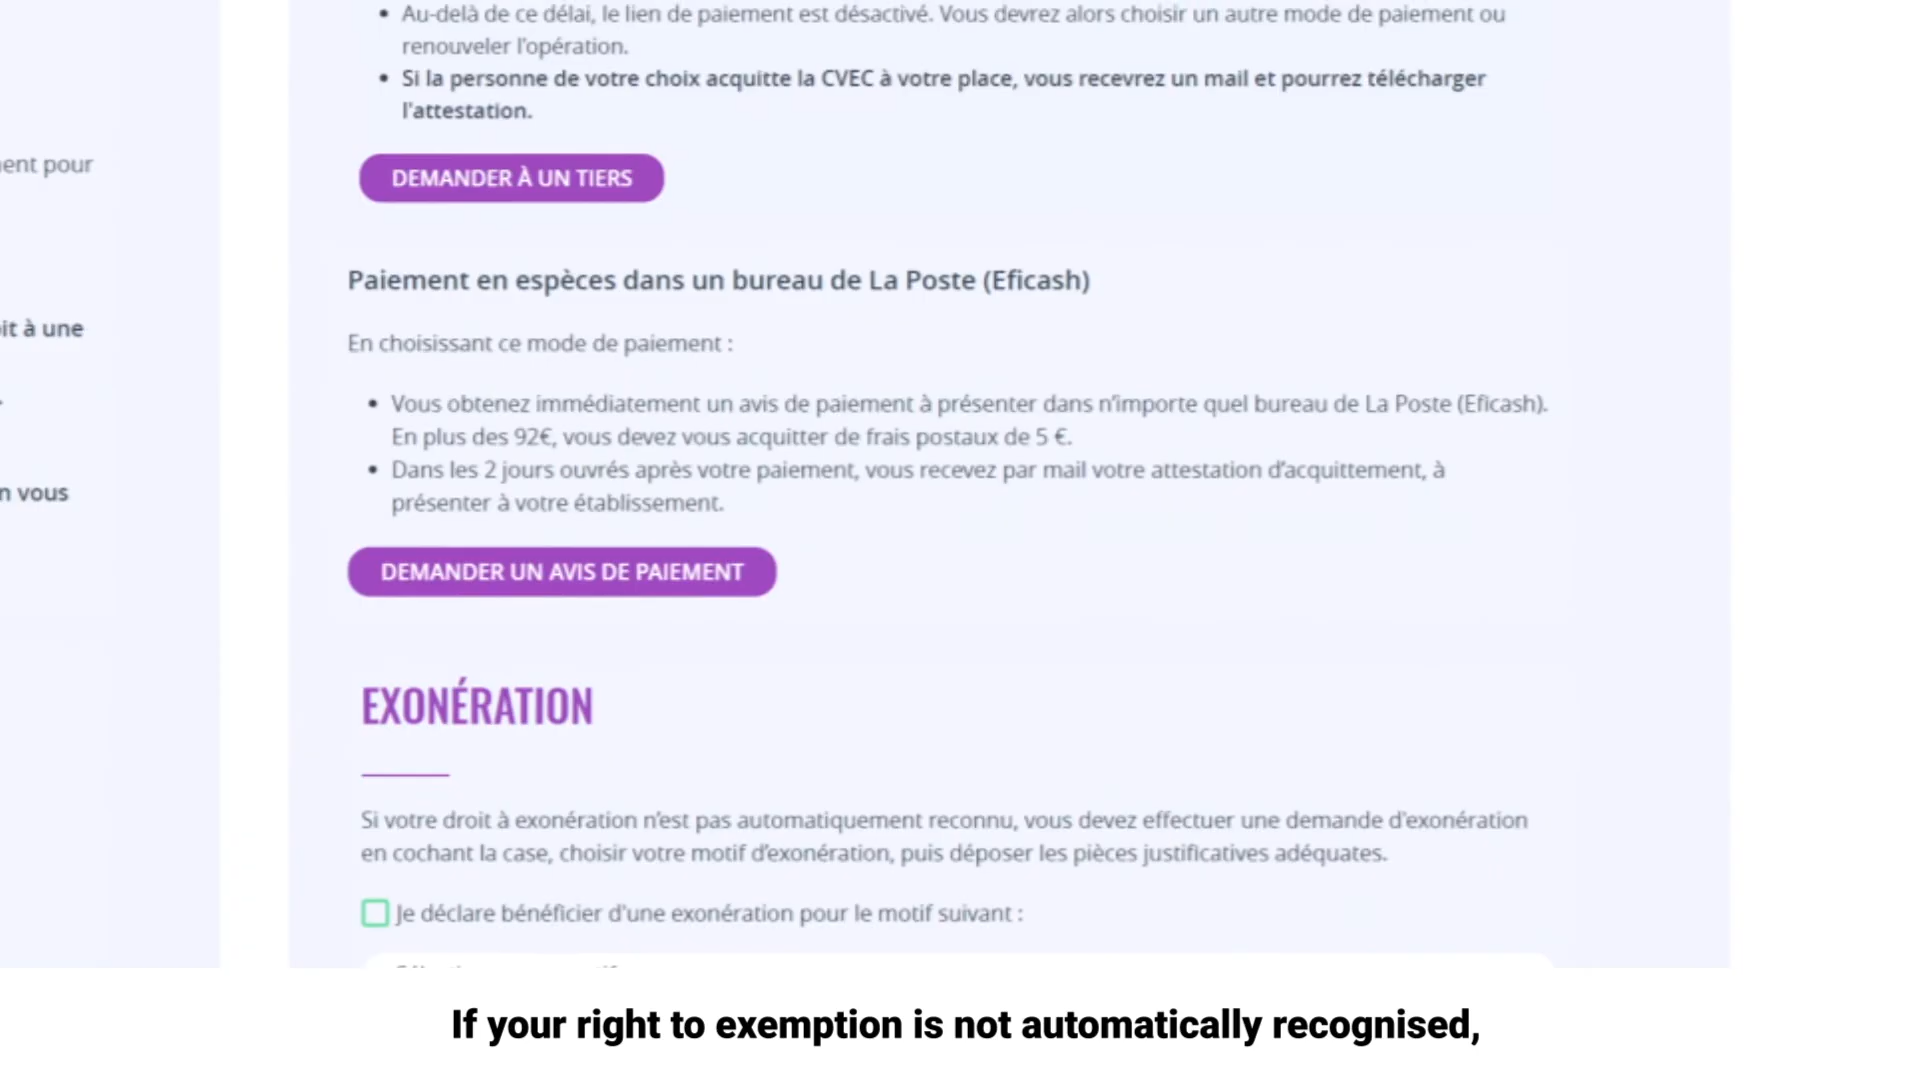 ent pour
it à une
n vous
Au-delà de ce délai, le lien de paiement est désactivé. Vous devrez alors choisir un autre mode de paiement ou
renouveler l'opération.
Si la personne de votre choix acquitte la CVEC à votre place, vous recevrez un mail et pourrez télécharger
l'attestation.
DEMANDER À UN TIERS
Paiement en espèces dans un bureau de La Poste (Eficash)
En choisissant ce mode de paiement :
Vous obtenez immédiatement un avis de paiement à présenter dans n'importe quel bureau de La Poste (Eficash).
En plus des 92€, vous devez vous acquitter de frais postaux de 5 €.
Dans les 2 jours ouvrés après votre paiement, vous recevez par mail votre attestation d'acquittement, à
présenter à votre établissement.
DEMANDER UN AVIS DE PAIEMENT
EXONÉRATION
Si votre droit à exonération n'est pas automatiquement reconnu, vous devez effectuer une demande d'exonération
en cochant la case, choisir votre motif d'exonération, puis déposer les pièces justificatives adéquates.
Je déclare bénéficier d'une exonération pour le motif suivant :
If your right to exemption is not automatically recognised,